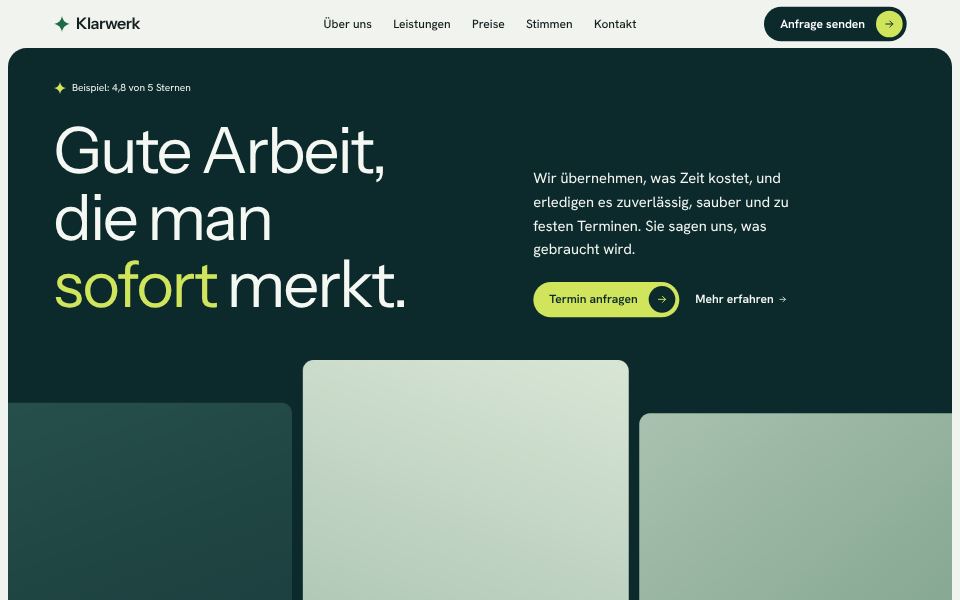 Klarwerk
Über uns
Leistungen
Preise
Stimmen
Kontakt
Anfrage senden →
Beispiel: 4,8 von 5 Sternen
Gute Arbeit,
die man
sofort merkt.
Wir übernehmen, was Zeit kostet, und
erledigen es zuverlässig, sauber und zu
festen Terminen. Sie sagen uns, was
gebraucht wird.
Termin anfragen →
Mehr erfahren →